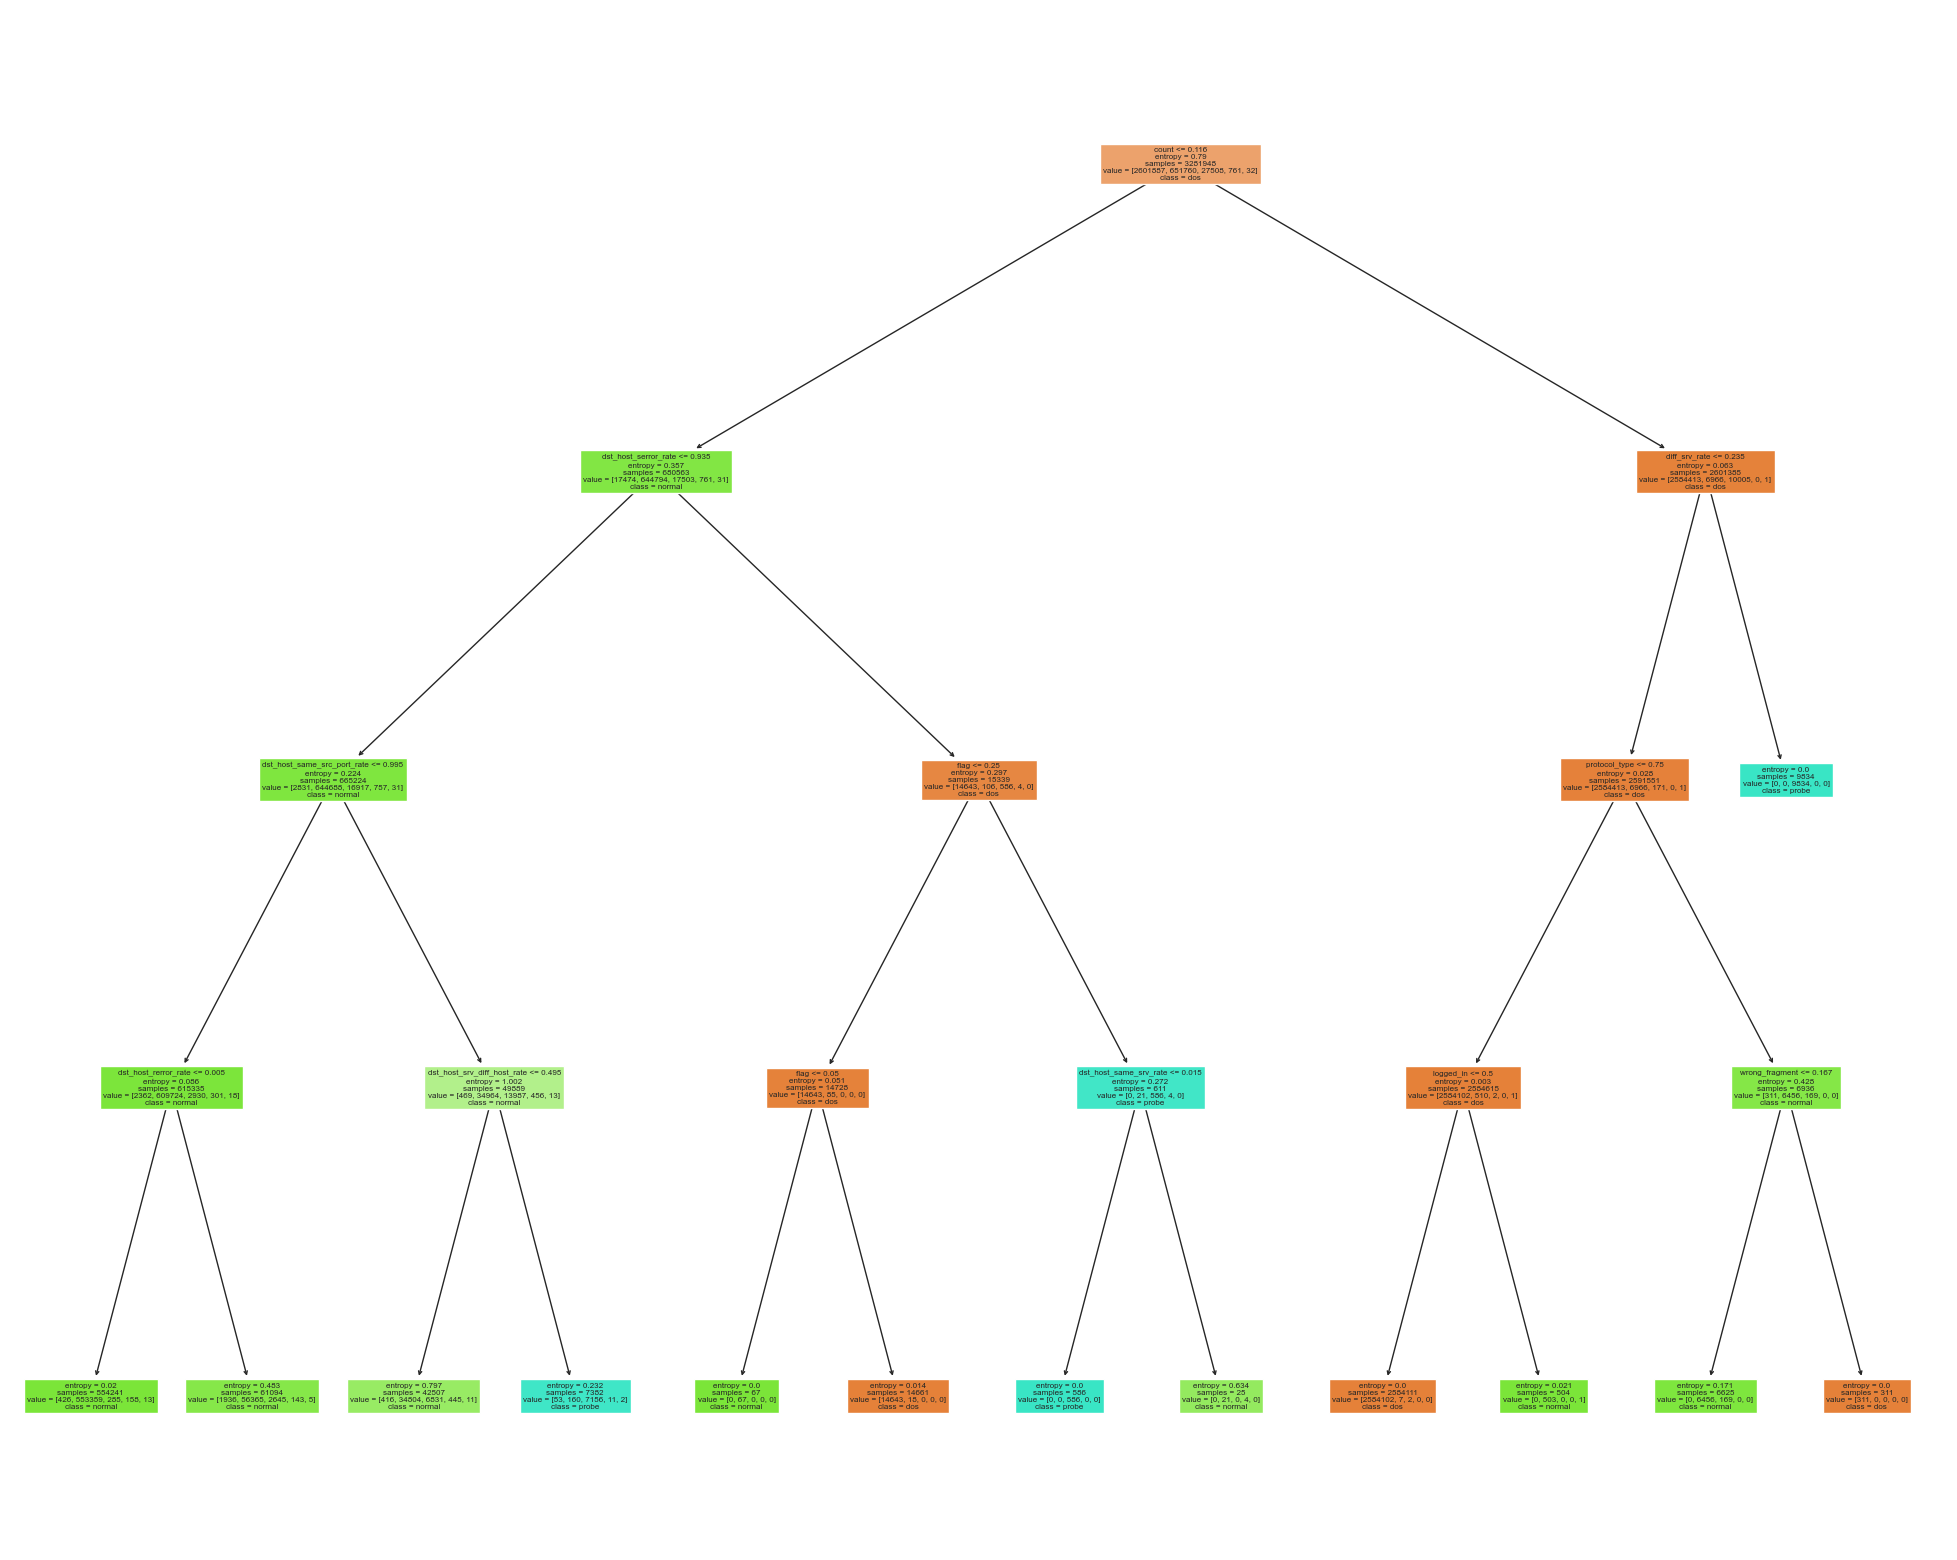 count <= 0.116
entropy = 0.79
samples = 3281948
value = [2601887, 651760, 27508, 761, 32]
class = dos
dst_host_serror_rate <= 0.935
entropy = 0.357
samples = 680563
value = [17474, 644794, 17503, 761, 31]
class = normal
diff_srv_rate <= 0.235
entropy = 0.063
samples = 2601385
value = [2584413, 6966, 10005, 0, 1]
class = dos
dst_host_same_src_port_rate <= 0.995
entropy = 0.224
samples = 665224
value = [2831, 644688, 16917, 757, 31]
class = normal
flag <= 0.25
entropy = 0.297
samples = 15339
value = [14643, 106, 586, 4, 0]
class = dos
protocol_type <= 0.75
entropy = 0.028
samples = 2591551
value = [2584413, 6966, 171, 0, 1]
class = dos
entropy = 0.0
samples = 9834
value = [0, 0, 9834, 0, 0]
class = probe
dst_host_rerror_rate <= 0.005
entropy = 0.086
samples = 615335
value = [2362, 609724, 2930, 301, 18]
class = normal
dst_host_srv_diff_host_rate <= 0.495
entropy = 1.002
samples = 49889
value = [469, 34964, 13987, 456, 13]
class = normal
flag <= 0.05
entropy = 0.051
samples = 14728
value = [14643, 85, 0, 0, 0]
class = dos
dst_host_same_srv_rate <= 0.015
entropy = 0.272
samples = 611
value = [0, 21, 586, 4, 0]
class = probe
logged_in <= 0.5
entropy = 0.003
samples = 2584615
value = [2584102, 510, 2, 0, 1]
class = dos
wrong_fragment <= 0.167
entropy = 0.428
samples = 6936
value = [311, 6456, 169, 0, 0]
class = normal
entropy = 0.02
samples = 554241
value = [426, 553359, 285, 158, 13]
class = normal
entropy = 0.453
samples = 61094
value = [1936, 56365, 2645, 143, 5]
class = normal
entropy = 0.797
samples = 42507
value = [416, 34804, 6831, 445, 11]
class = normal
entropy = 0.232
samples = 7382
value = [53, 160, 7156, 11, 2]
class = probe
entropy = 0.0
samples = 67
value = [0, 67, 0, 0, 0]
class = normal
entropy = 0.014
samples = 14661
value = [14643, 18, 0, 0, 0]
class = dos
entropy = 0.0
samples = 586
value = [0, 0, 586, 0, 0]
class = probe
entropy = 0.634
samples = 25
value = [0, 21, 0, 4, 0]
class = normal
entropy = 0.0
samples = 2584111
value = [2584102, 7, 2, 0, 0]
class = dos
entropy = 0.021
samples = 504
value = [0, 503, 0, 0, 1]
class = normal
entropy = 0.171
samples = 6625
value = [0, 6456, 169, 0, 0]
class = normal
entropy = 0.0
samples = 311
value = [311, 0, 0, 0, 0]
class = dos